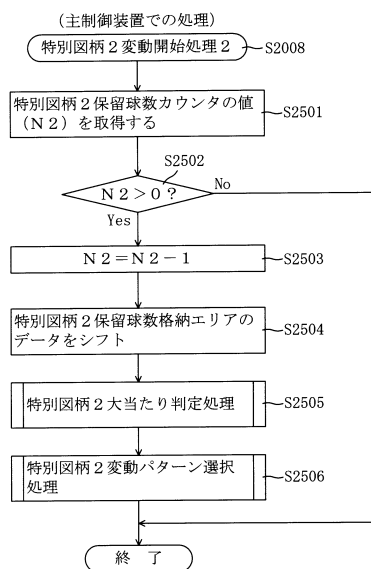 (主制御装置での処理)
特別図柄2変動開始処理2
S2008
特別図柄2保留球数カウンタの値
(N2)を取得する
S2501
S2502
N2>0?
No
Yes
N2=N2-1
S2503
特別図柄2保留球数格納エリアの
データをシフト
S2504
特別図柄2大当たり判定処理
S2505
特別図柄2変動パターン選択
処理
S2506
終 了